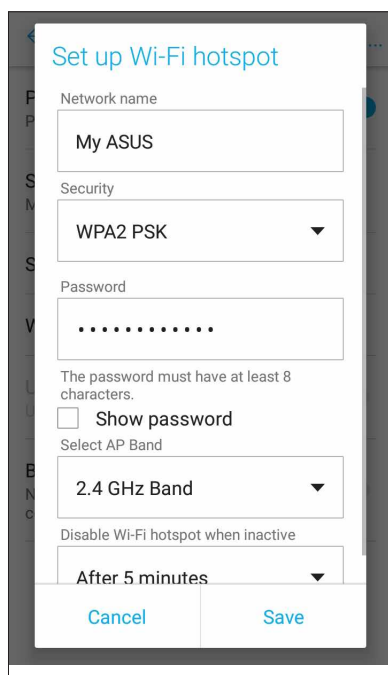 Set up Wi-Fi hotspot
Network name
My ASUS
Security
WPA2 PSK
Password
The password must have at least 8
characters.
Show password
Select AP Band
2.4 GHz Band
Disable Wi-Fi hotspot when inactive
After 5 minutes
Cancel
Save